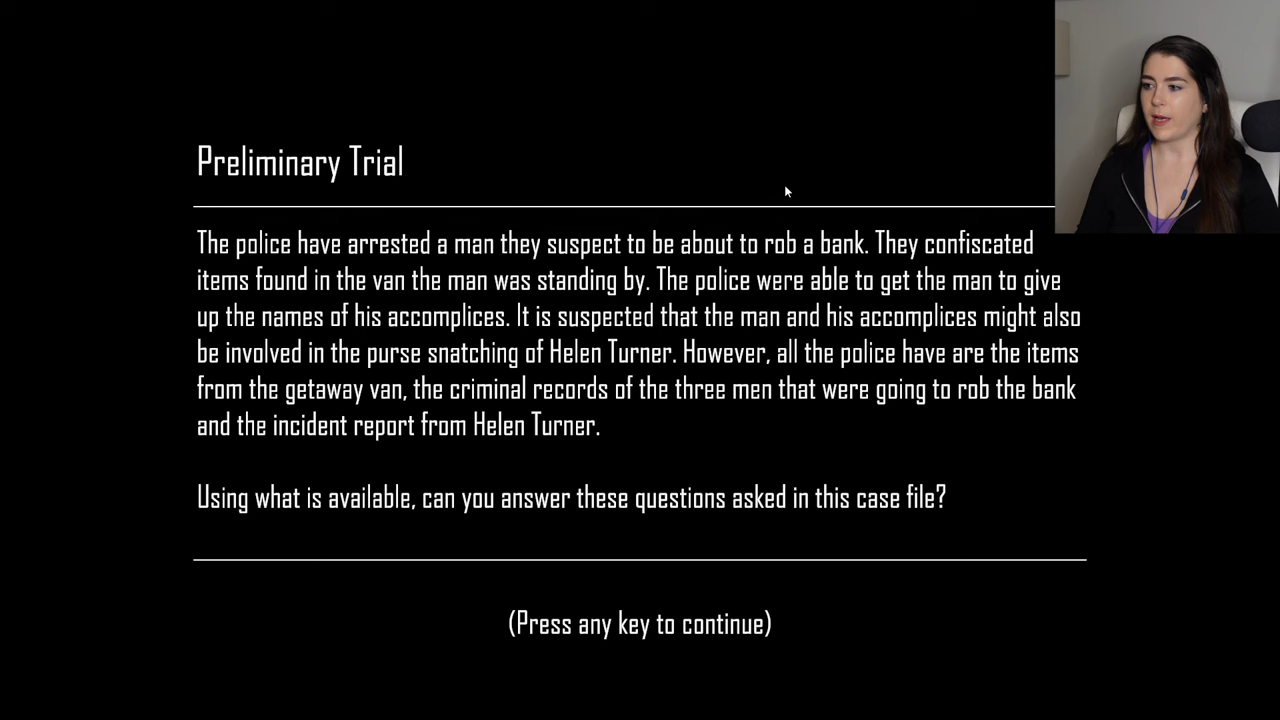 Preliminary Trial
The police have arrested a man they suspect to be about to rob a bank. They confiscated
items found in the van the man was standing by. The police were able to get the man to give
up the names of his accomplices. It is suspected that the man and his accomplices might also
be involved in the purse snatching of Helen Turner. However, all the police have are the items
from the getaway van, the criminal records of the three men that were going to rob the bank
and the incident report from Helen Turner.
Using what is available, can you answer these questions asked in this case file?
(Press any key to continue)